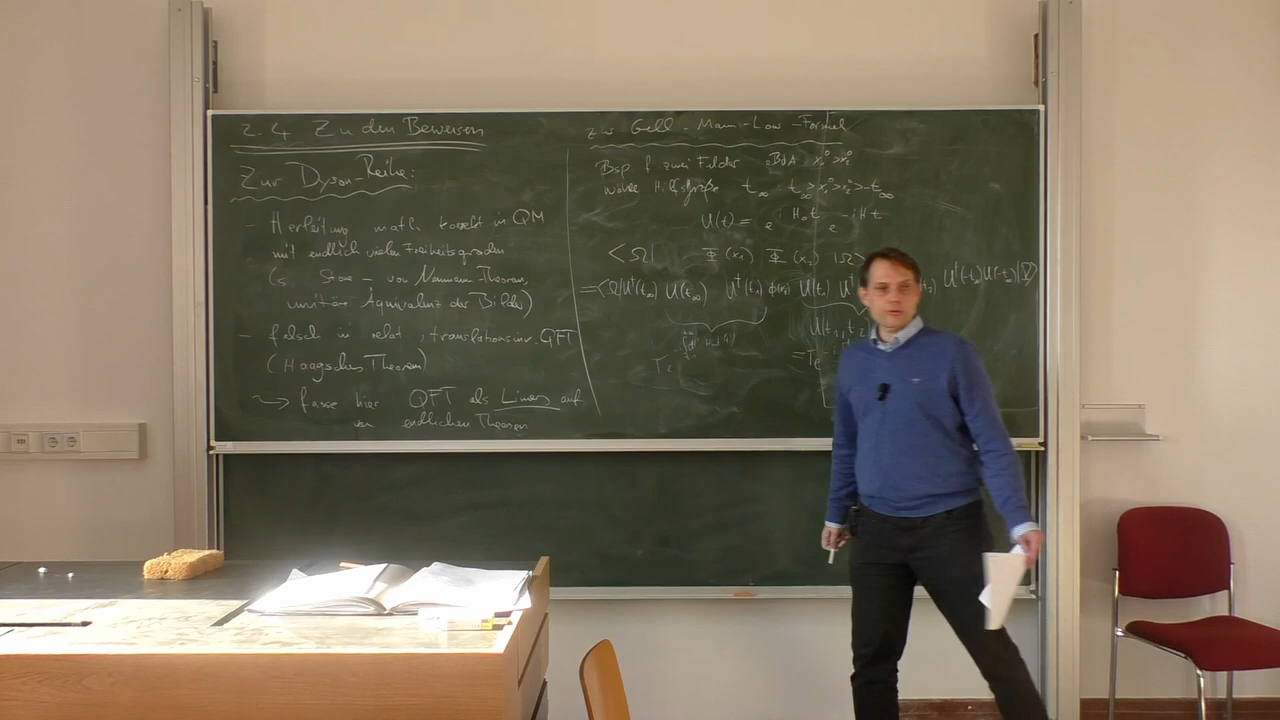 2.4 Zu den Beweisen
Zur Dyson-Reihe:
- Herleitung math. korrekt in QM
mit endlich vielen Freiheitsgraden
(s. Stone - von Neumann-Theorem,
unitäre Äquivalenz der Bilder)
- falsch in relat., translationsinv. QFT
(Haagsches Theorem)
⇝ fasse hier QFT als Limes auf
von endlichen Theorien
zur Gell-Mann-Low-Formel
Bsp f. zwei Felder oBdA: x₁⁰ > x₂⁰
wähle Hilfsgröße t∞ : t∞ > x₁⁰ > x₂⁰ > -t∞
U(t) = e^{i H₀t} e^{-iHt}
<Ω| Φ(x₁) Φ(x₂) |Ω>
= <Ω|U†(t∞) U(t∞) U†(t₁) φ(x₁) U(t₁) U† t₂) U†(-t∞)U(-t∞)|
U(t₁,t₂)